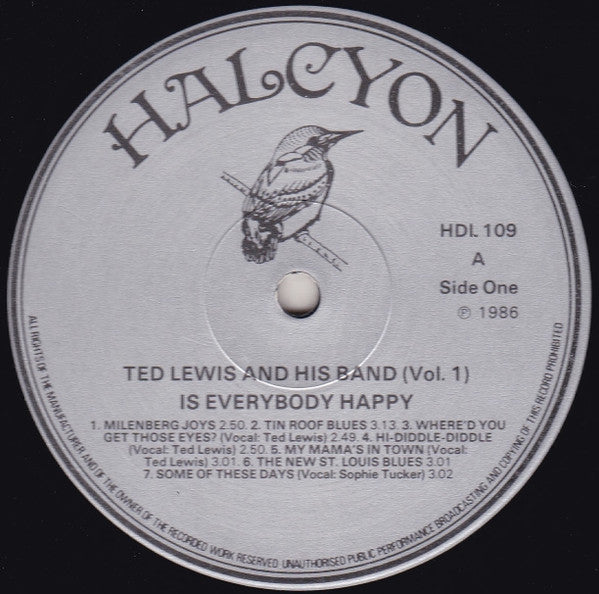 HALCYON
HDL 109
A
Side One
℗ 1986
TED LEWIS AND HIS BAND (Vol. 1)
IS EVERYBODY HAPPY
1. MILENBERG JOYS 2.50. 2. TIN ROOF BLUES 3.13 3. WHERE'D YOU
GET THOSE EYES? (Vocal: Ted Lewis) 2.49. 4. HI-DIDDLE-DIDDLE
(Vocal: Ted Lewis) 2.50. 5. MY MAMA'S IN TOWN (Vocal:
Ted Lewis) 3.01. 6. THE NEW ST. LOUIS BLUES 3.01
7. SOME OF THESE DAYS (Vocal: Sophie Tucker) 3.02
ALL RIGHTS OF THE MANUFACTURER AND OF THE OWNER OF THE RECORDED WORK RESERVED UNAUTHORISED PUBLIC PERFORMANCE BROADCASTING AND COPYING OF THIS RECORD PROHIBITED